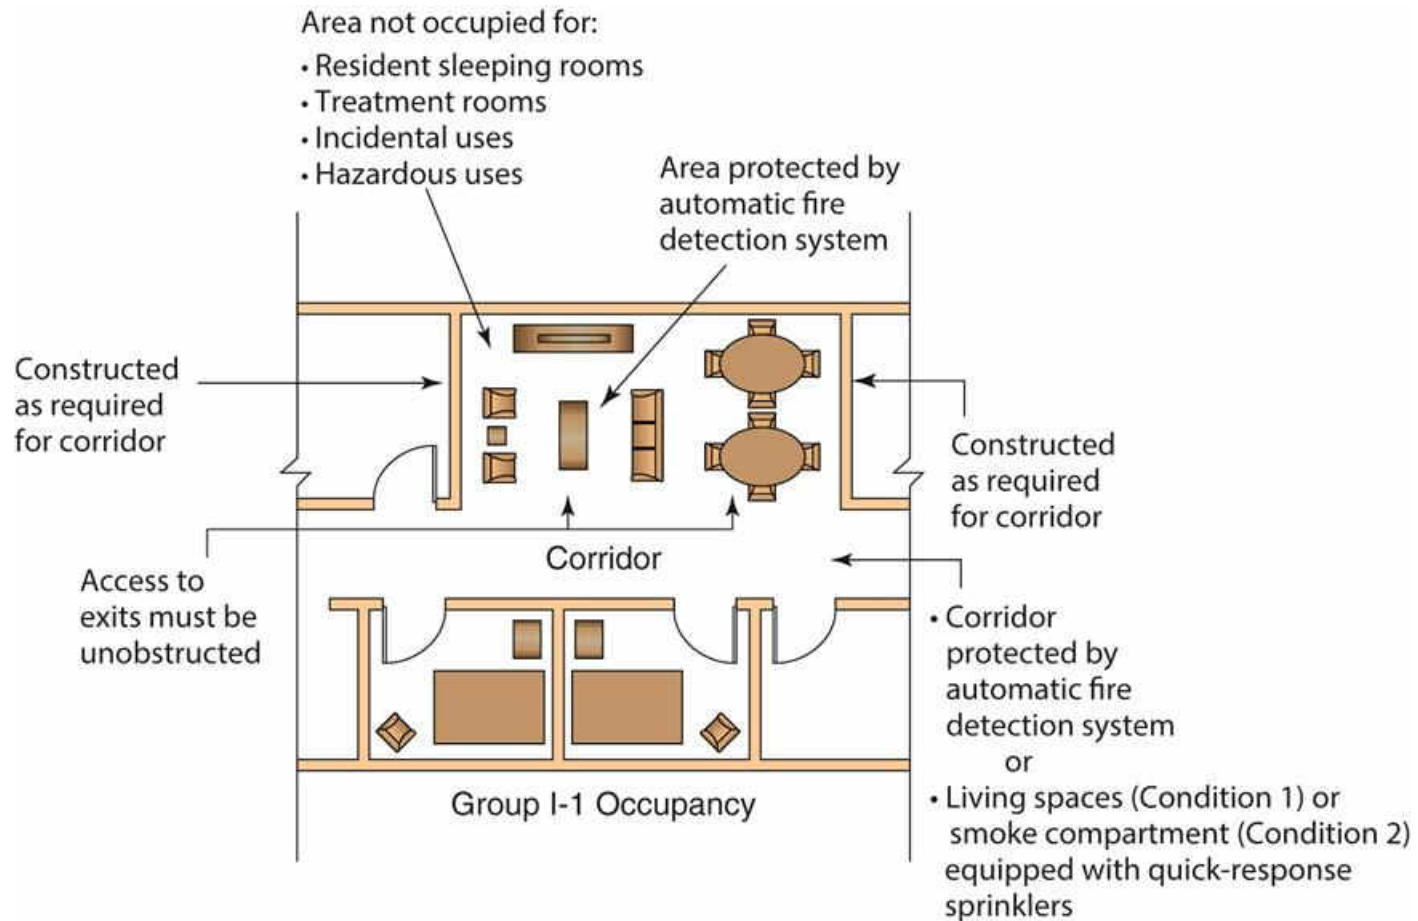 Area not occupied for:
• Resident sleeping rooms
• Treatment rooms
• Incidental uses
• Hazardous uses
Area protected by
automatic fire
detection system
Constructed
as required
for corridor
Constructed
as required
for corridor
Corridor
Access to
exits must be
unobstructed
• Corridor
protected by
automatic fire
detection system
or
• Living spaces (Condition 1) or
smoke compartment (Condition 2)
equipped with quick-response
sprinklers
Group I-1 Occupancy